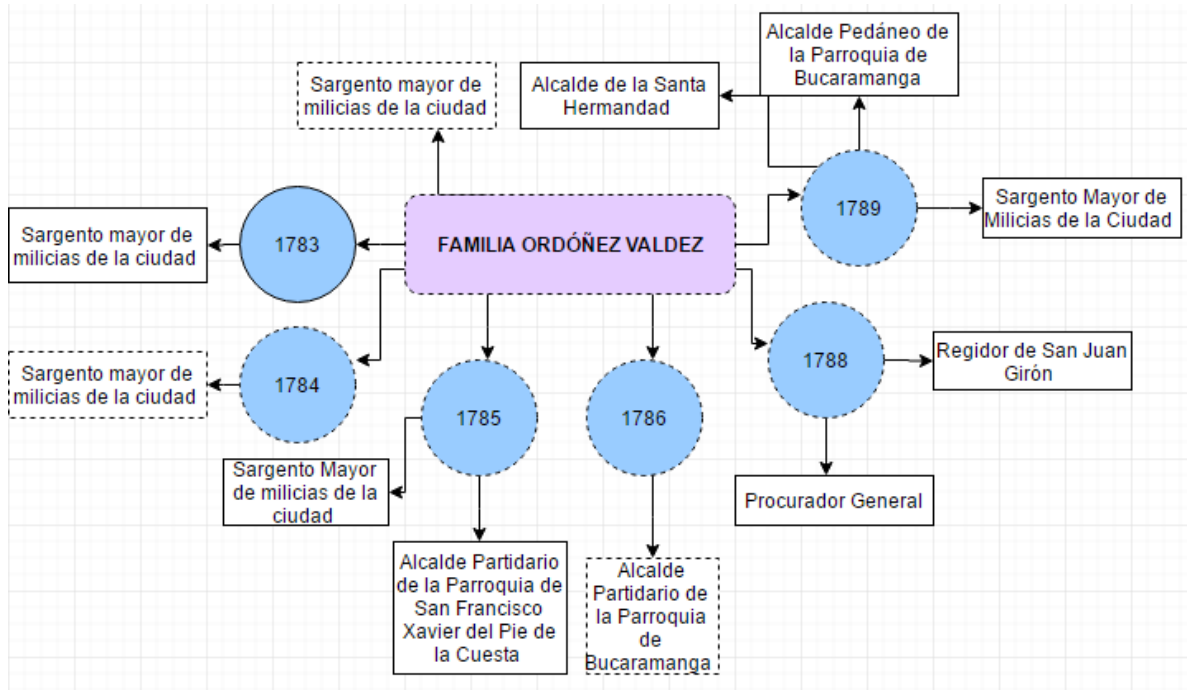 Alcalde Pedáneo de
la Parroquia de
Bucaramanga
Sargento mayor de
milicias de la ciudad
Alcalde de la Santa
Hermandad
1789
Sargento Mayor de
Milicias de la Ciudad
FAMILIA ORDÓÑEZ VALDEZ
1783
Sargento mayor de
milicias de la ciudad
1784
Sargento mayor de
milicias de la ciudad
1785
1786
1788
Regidor de San Juan
Girón
Sargento Mayor
de milicias de la
ciudad
Procurador General
Alcalde Partidario
de la Parroquia de
San Francisco
Xavier del Pie de
la Cuesta
Alcalde
Partidario de
la Parroquia
de
Bucaramanga